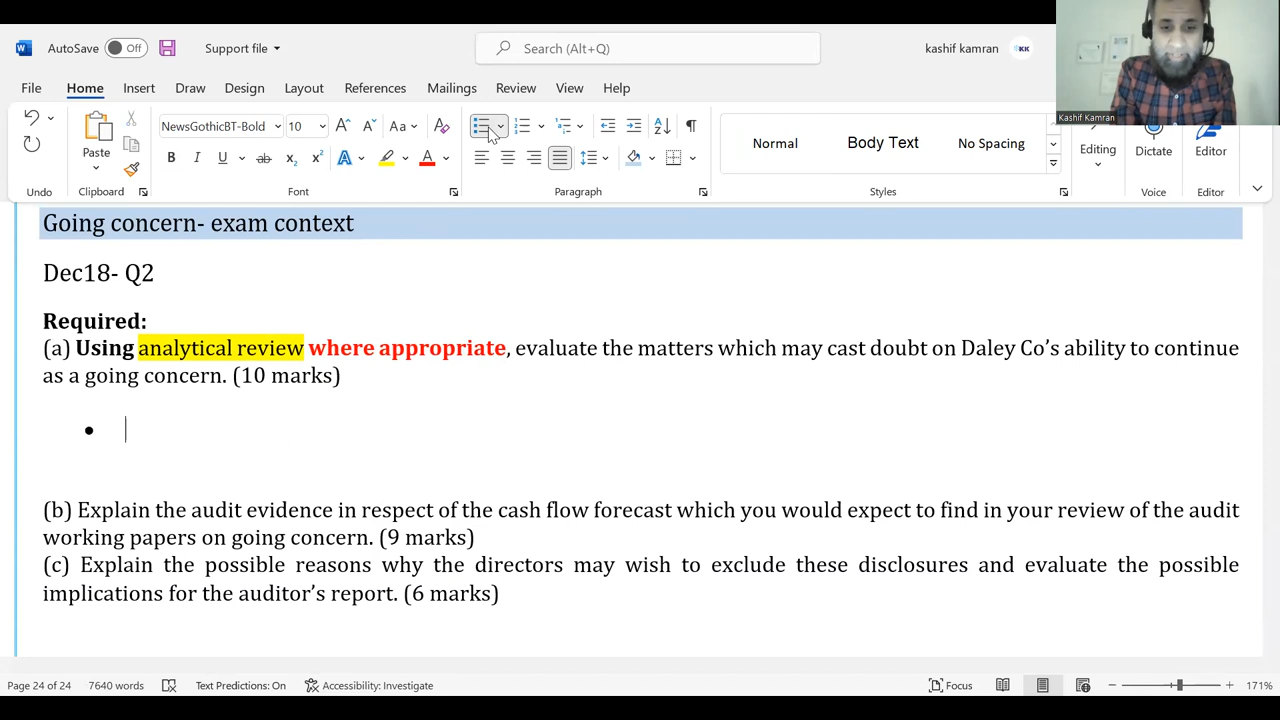 AutoSave Off Support file Search (Alt+Q) kashif kamran KK
File Home Insert Draw Design Layout References Mailings Review View Help
Kashif Kamran
NewsGothicBT-Bold 10 Aa
Paste
Normal Body Text No Spacing
Editing Dictate Editor
B I U ab x2 x2 A A
Undo Clipboard Font Paragraph Styles Voice Editor
Going concern- exam context
Dec18- Q2
Required:
(a) Using analytical review where appropriate, evaluate the matters which may cast doubt on Daley Co’s ability to continue
as a going concern. (10 marks)
•
(b) Explain the audit evidence in respect of the cash flow forecast which you would expect to find in your review of the audit
working papers on going concern. (9 marks)
(c) Explain the possible reasons why the directors may wish to exclude these disclosures and evaluate the possible
implications for the auditor’s report. (6 marks)
Page 24 of 24 7640 words Text Predictions: On Accessibility: Investigate Focus 171%